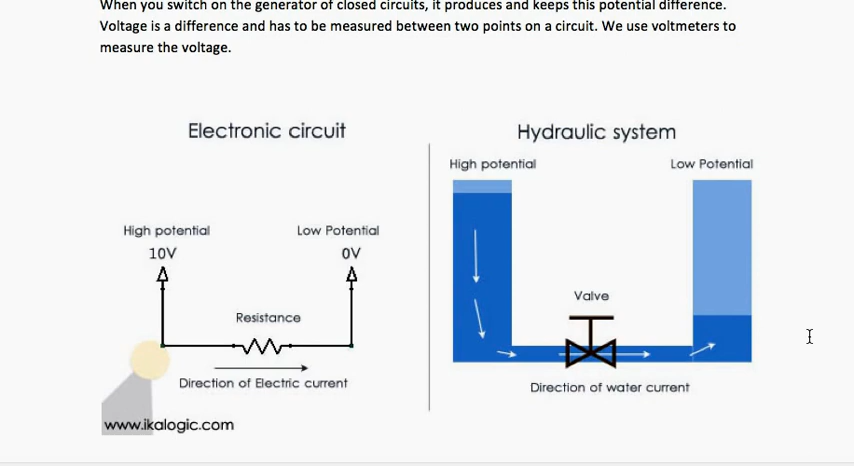 When you switch on the generator of closed circuits, it produces and keeps this potential difference.
Voltage is a difference and has to be measured between two points on a circuit. We use voltmeters to
measure the voltage.
Electronic circuit
High potential
10V
Low Potential
0V
Resistance
Direction of Electric current
www.ikalogic.com
Hydraulic system
High potential
Low Potential
Valve
Direction of water current